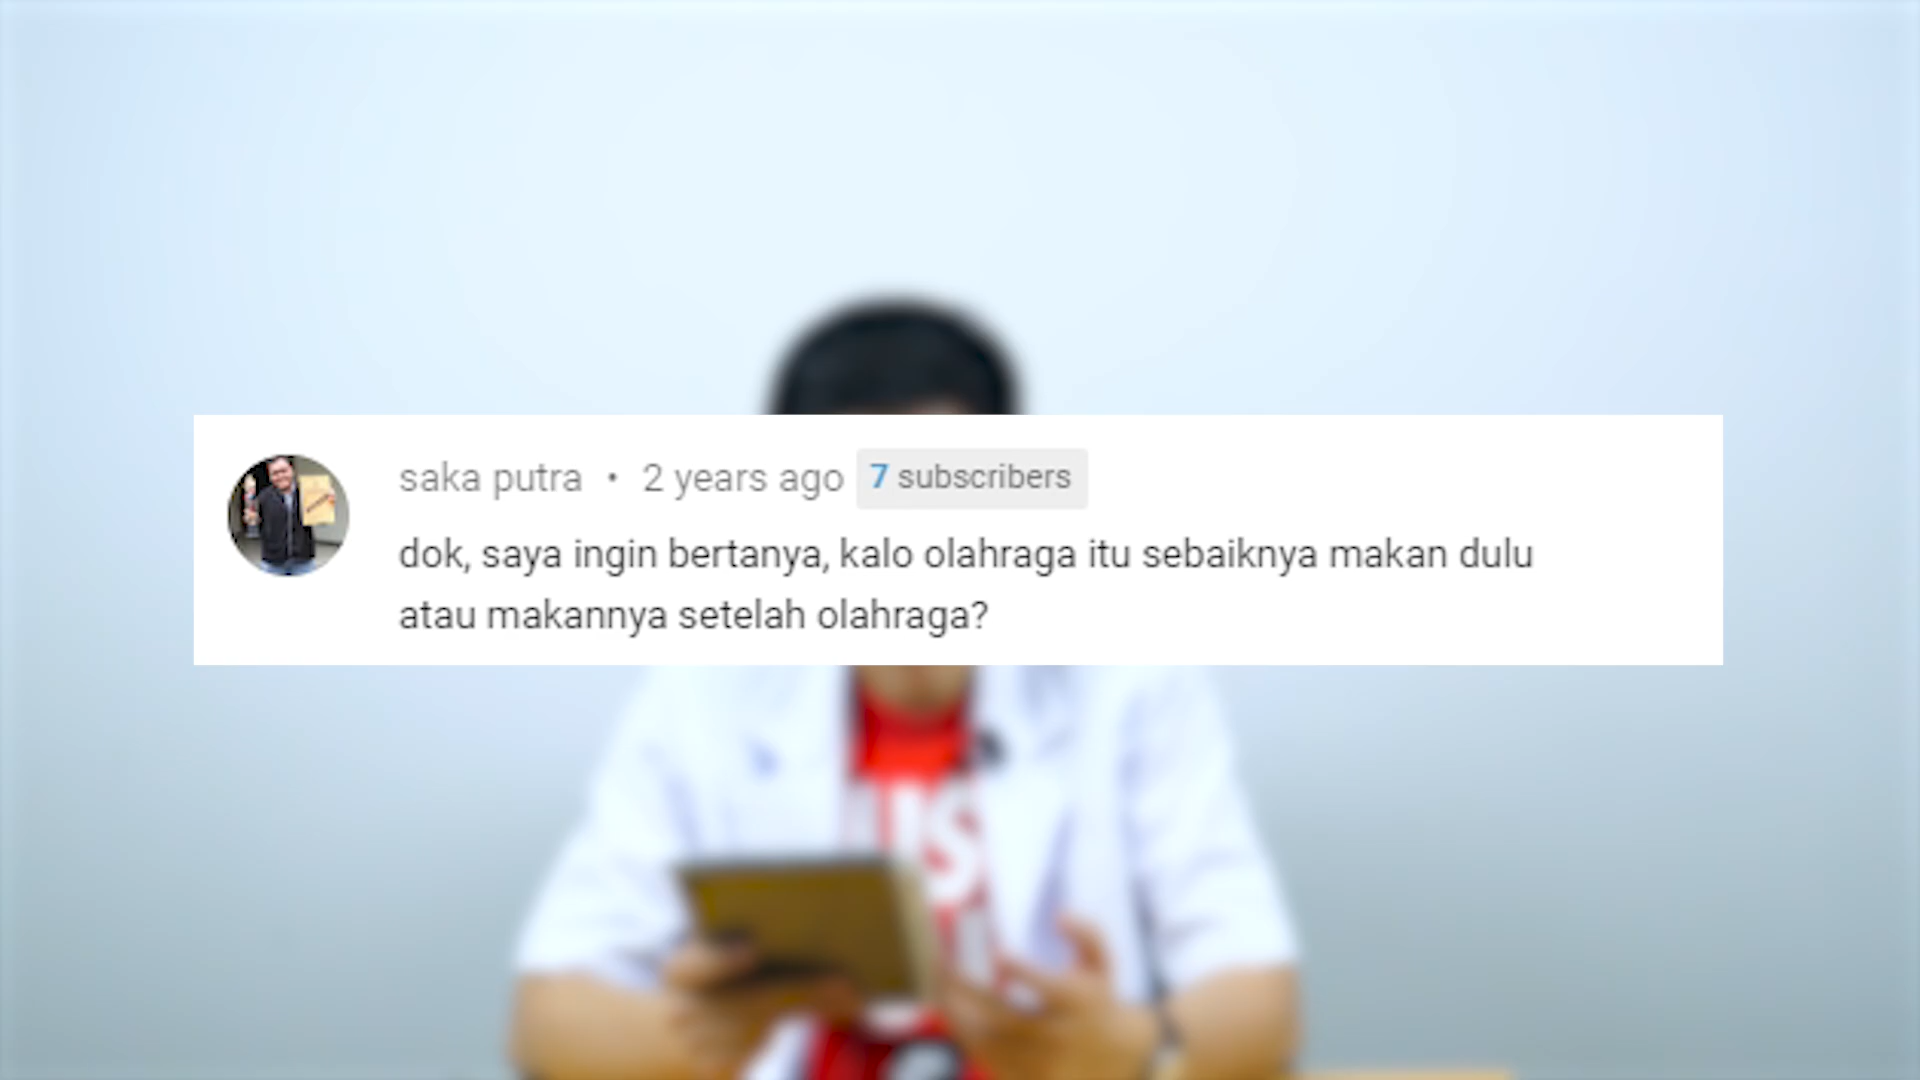 saka putra • 2 years ago 7 subscribers
dok, saya ingin bertanya, kalo olahraga itu sebaiknya makan dulu
atau makannya setelah olahraga?